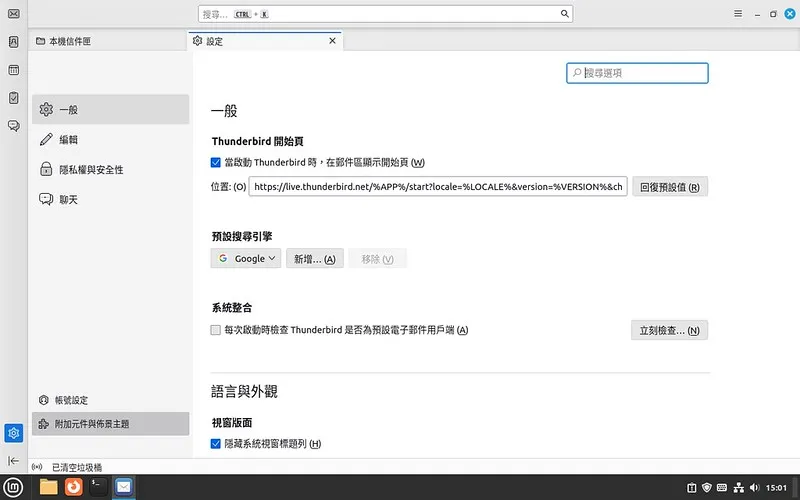 搜尋… CTRL + K
本機信件匣
設定
搜尋選項
一般
編輯
隱私權與安全性
聊天
一般
Thunderbird 開始頁
當啟動 Thunderbird 時，在郵件區顯示開始頁 (W)
位置: (O) https://live.thunderbird.net/%APP%/start?locale=%LOCALE%&version=%VERSION%&ch 回復預設值 (R)
預設搜尋引擎
Google 新增… (A) 移除 (V)
系統整合
每次啟動時檢查 Thunderbird 是否為預設電子郵件用戶端 (A) 立刻檢查… (N)
語言與外觀
視窗版面
隱藏系統視窗標題列 (H)
帳號設定
附加元件與佈景主題
已清空垃圾桶
15:01